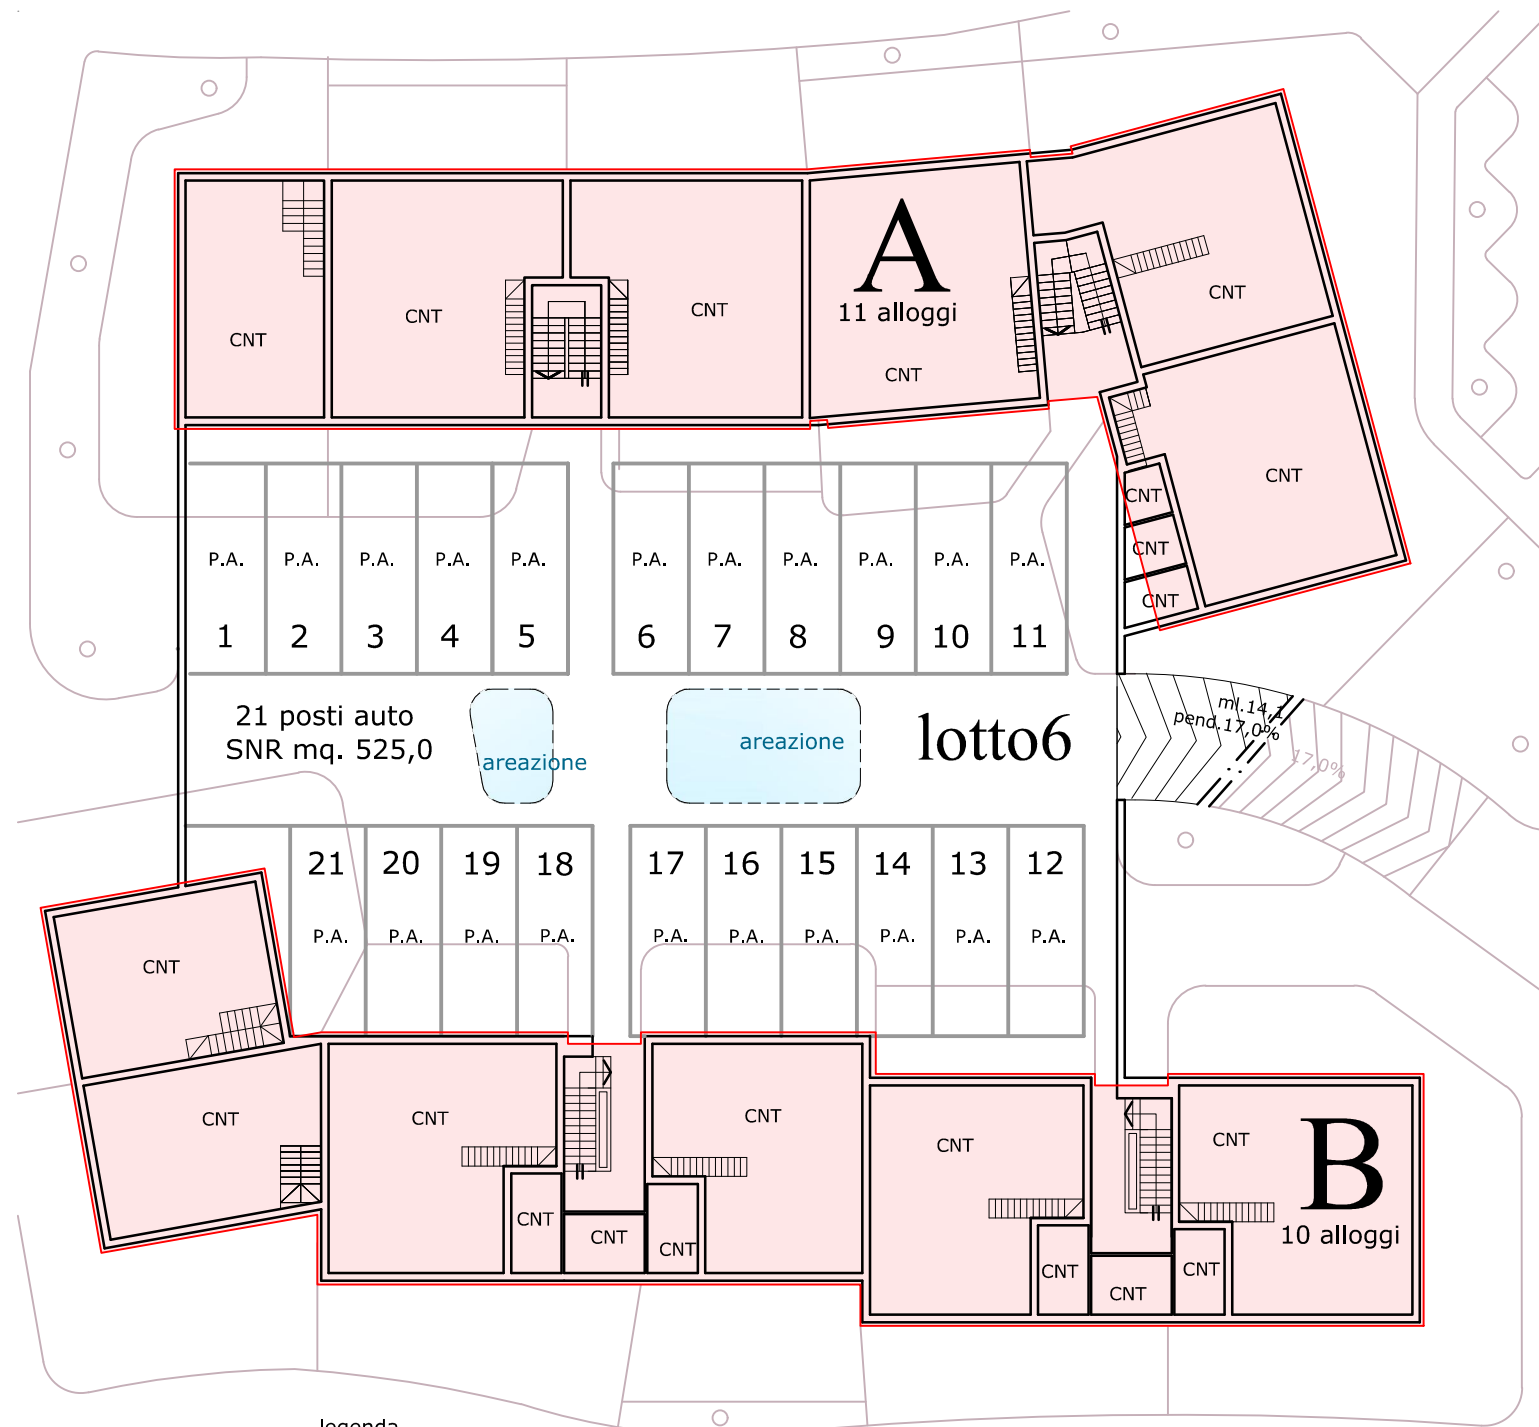 A
11 alloggi
CNT
CNT
CNT
CNT
CNT
CNT
CNT
CNT
CNT
P.A.
P.A.
P.A.
P.A.
P.A.
P.A.
P.A.
P.A.
P.A.
P.A.
P.A.
1
2
3
4
5
6
7
8
9
10
11
21 posti auto
SNR mq. 525,0
areazione
areazione
lotto6
ml.14,1
pend.17,0%
17,0%
21
20
19
18
17
16
15
14
13
12
P.A.
P.A.
P.A.
P.A.
P.A.
P.A.
P.A.
P.A.
P.A.
P.A.
CNT
CNT
CNT
CNT
CNT
CNT
B
10 alloggi
CNT
CNT
CNT
CNT
CNT
CNT
legenda